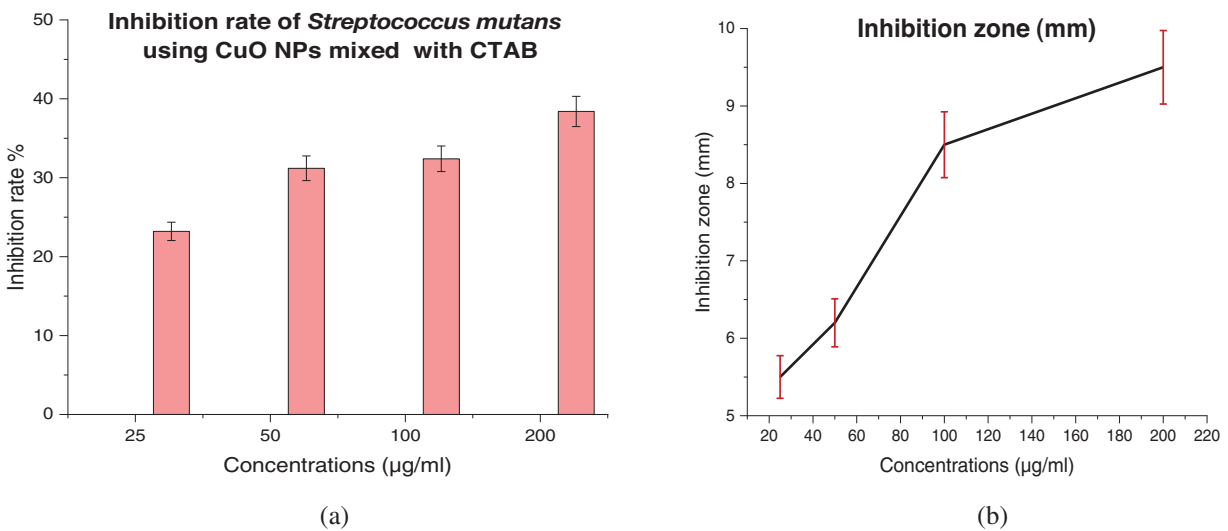 Inhibition rate of Streptococcus mutans
using CuO NPs mixed with CTAB
50
40
30
20
10
0
Inhibition rate %
25 50 100 200
Concentrations (µg/ml)
(a)
Inhibition zone (mm)
10
9
8
7
6
5
Inhibition zone (mm)
20 40 60 80 100 120 140 160 180 200 220
Concentrations (µg/ml)
(b)